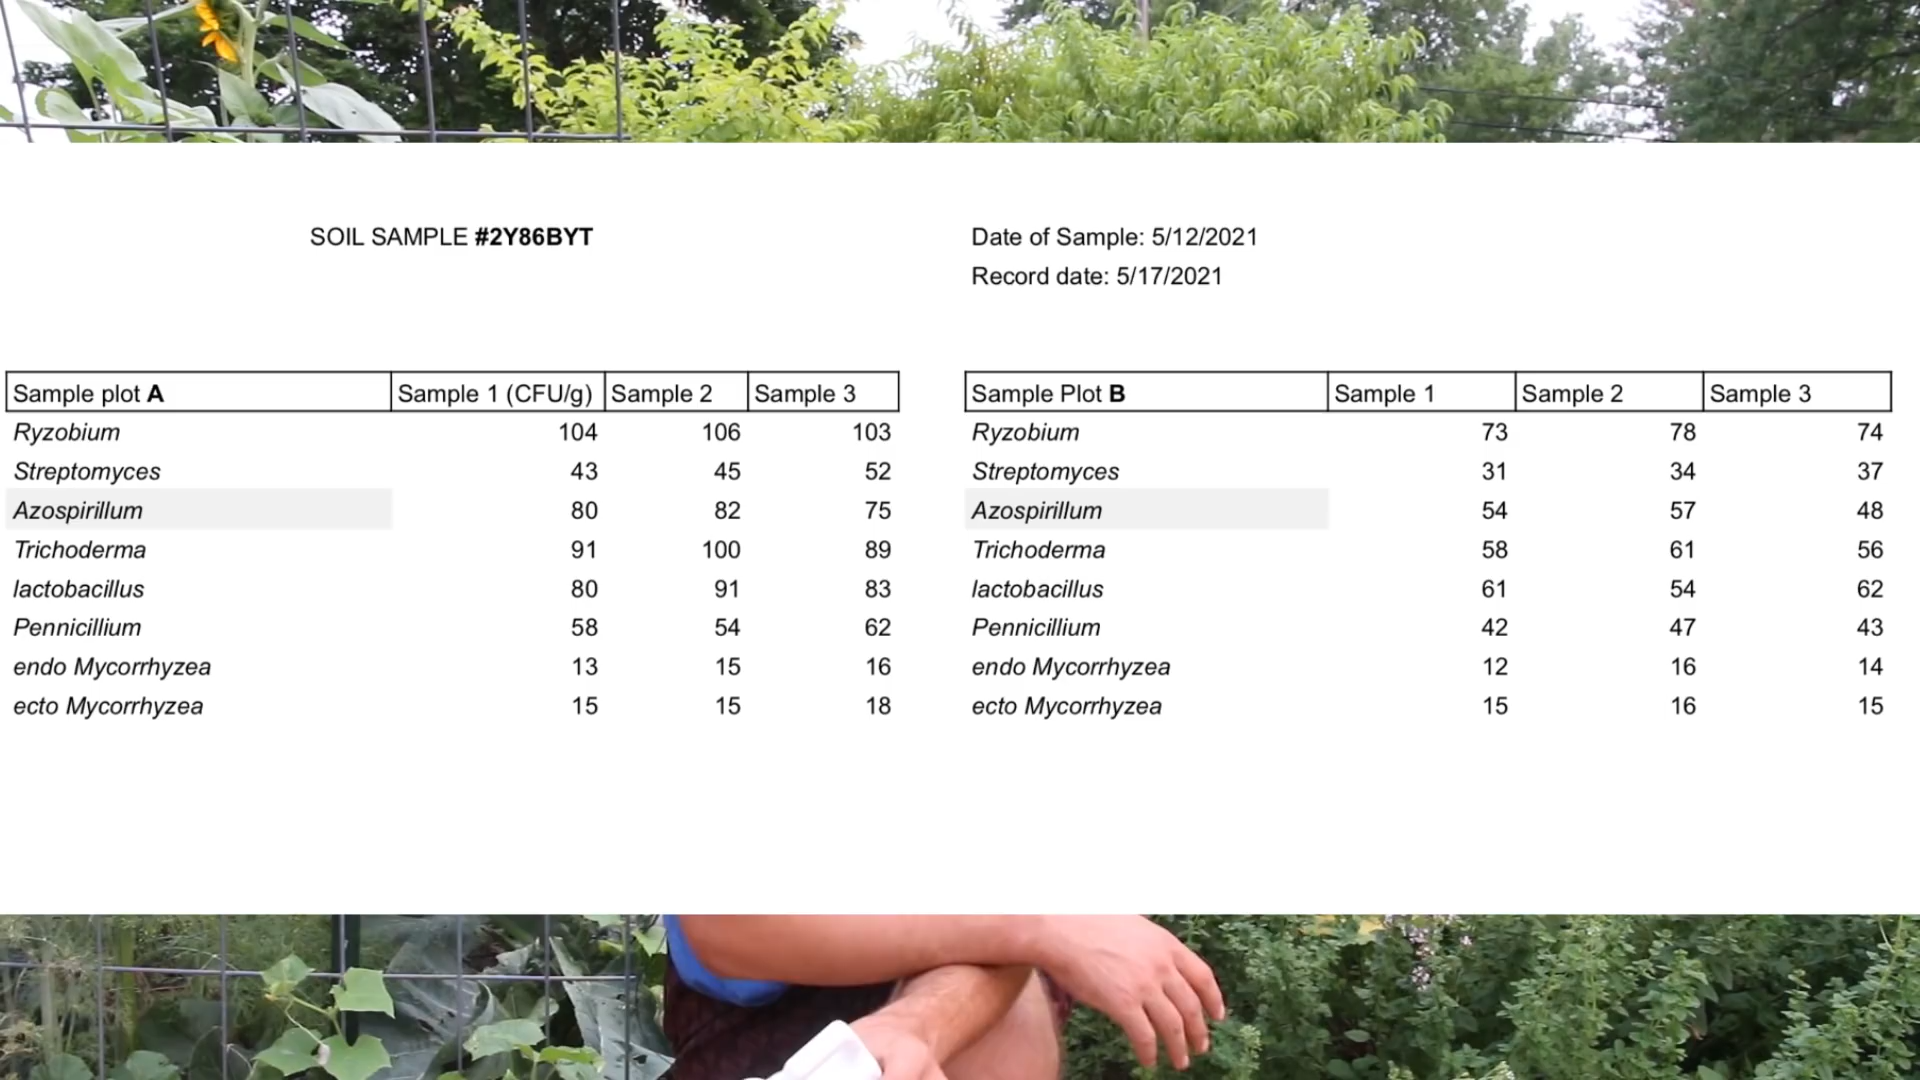 SOIL SAMPLE #2Y86BYT
Date of Sample: 5/12/2021
Record date: 5/17/2021
Sample plot A Sample 1 (CFU/g) Sample 2 Sample 3
Ryzobium 104 106 103
Streptomyces 43 45 52
Azospirillum 80 82 75
Trichoderma 91 100 89
lactobacillus 80 91 83
Pennicillium 58 54 62
endo Mycorrhyzea 13 15 16
ecto Mycorrhyzea 15 15 18
Sample Plot B Sample 1 Sample 2 Sample 3
Ryzobium 73 78 74
Streptomyces 31 34 37
Azospirillum 54 57 48
Trichoderma 58 61 56
lactobacillus 61 54 62
Pennicillium 42 47 43
endo Mycorrhyzea 12 16 14
ecto Mycorrhyzea 15 16 15